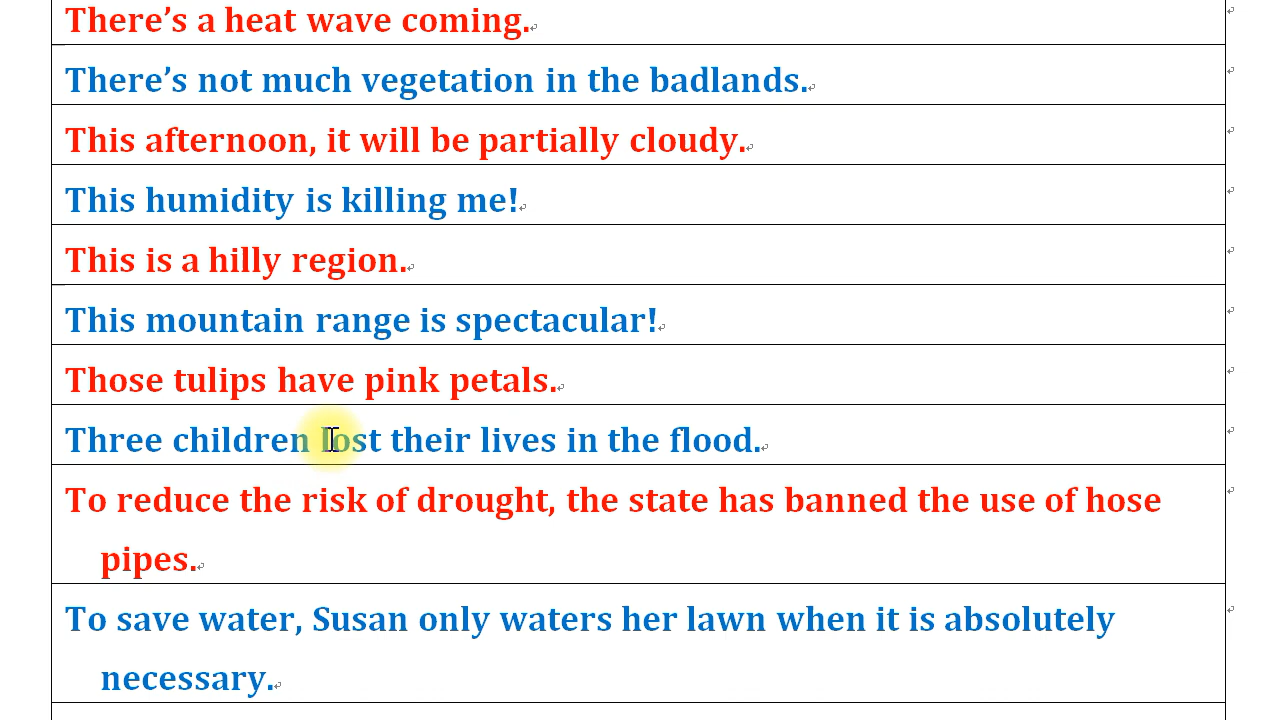 There’s a heat wave coming.
There’s not much vegetation in the badlands.
This afternoon, it will be partially cloudy.
This humidity is killing me!
This is a hilly region.
This mountain range is spectacular!
Those tulips have pink petals.
Three children lost their lives in the flood.
To reduce the risk of drought, the state has banned the use of hose
pipes.
To save water, Susan only waters her lawn when it is absolutely
necessary.